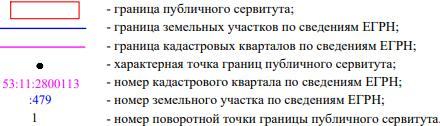 - граница публичного сервитута;
- граница земельных участков по сведениям ЕГРН;
- граница кадастровых кварталов по сведениям ЕГРН;
- характерная точка границ публичного сервитута;
53:11:2800113 - номер кадастрового квартала по сведениям ЕГРН;
:479 - номер земельного участка по сведениям ЕГРН;
1 - номер поворотной точки границы публичного сервитута.